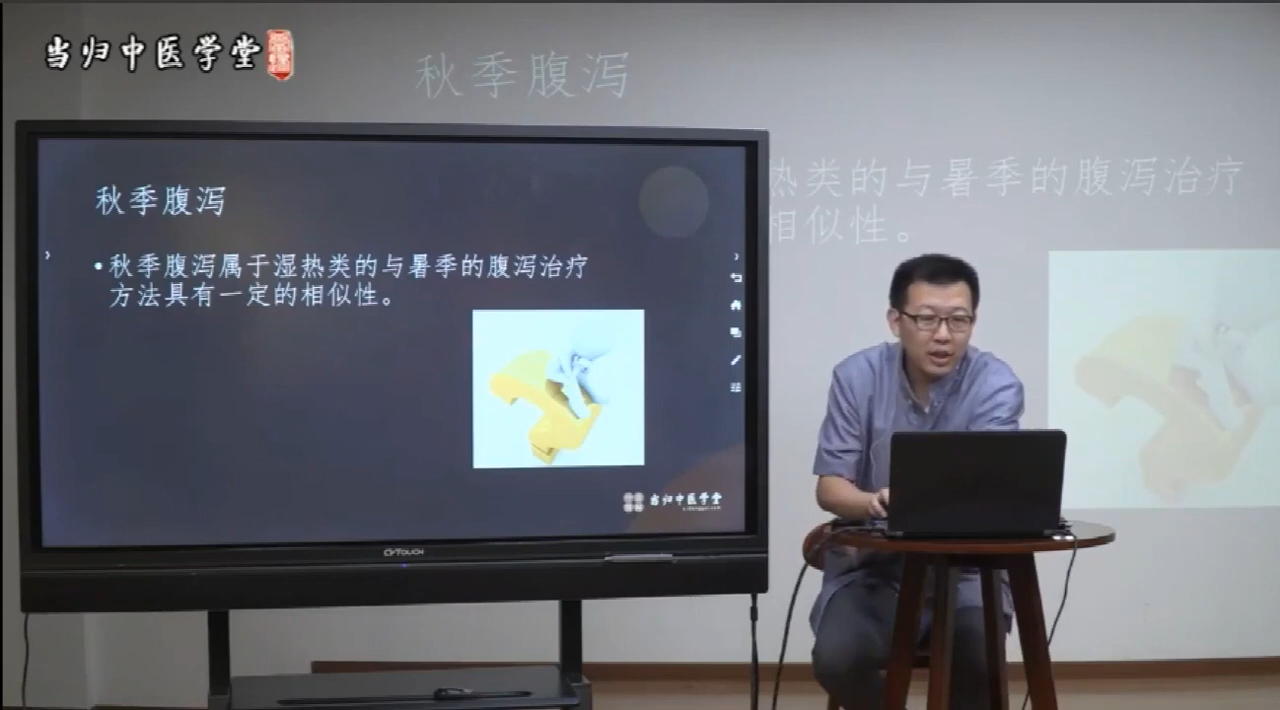 当归中医学堂
秋季腹泻
热类的与暑季的腹泻治疗
相似性。
秋季腹泻
•秋季腹泻属于湿热类的与暑季的腹泻治疗
方法具有一定的相似性。
当归中医学堂